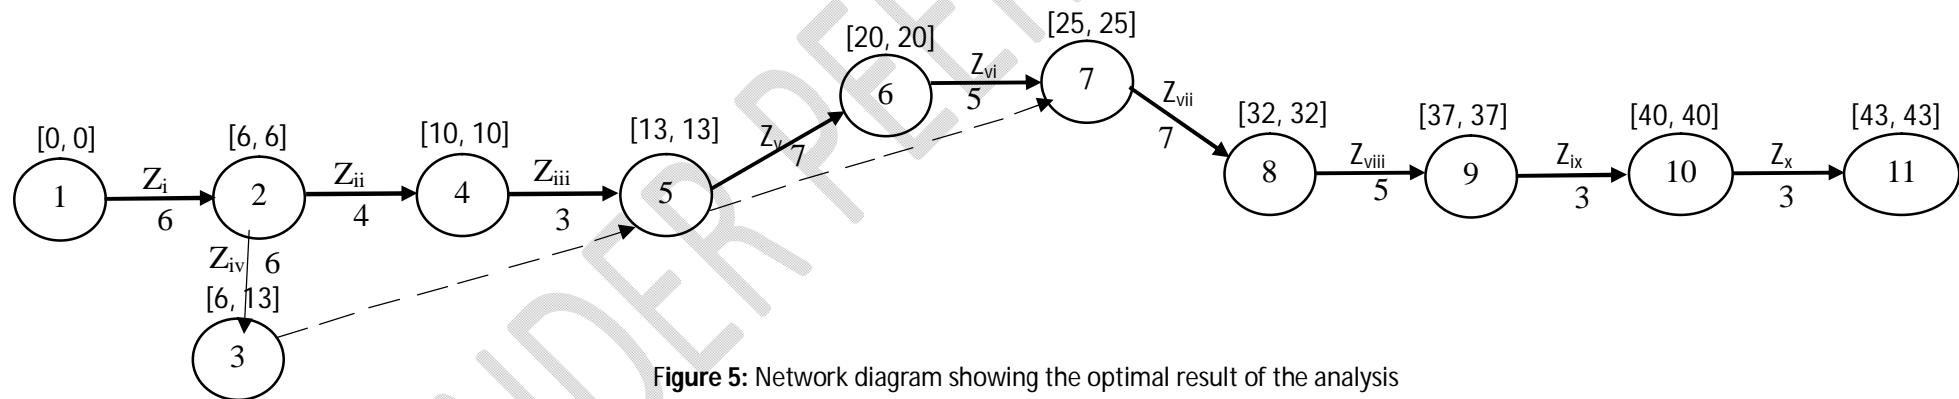 [0, 0]
1
Z_i
6
[6, 6]
2
Z_ii
4
Z_iv 6
[6, 13]
3
[10, 10]
4
Z_iii
3
[13, 13]
5
Z_v 7
[20, 20]
6
Z_vi
5
[25, 25]
7
Z_vii
7
[32, 32]
8
Z_viii
5
[37, 37]
9
Z_ix
3
[40, 40]
10
Z_x
3
[43, 43]
11
UNDER PEE
Figure 5: Network diagram showing the optimal result of the analysis